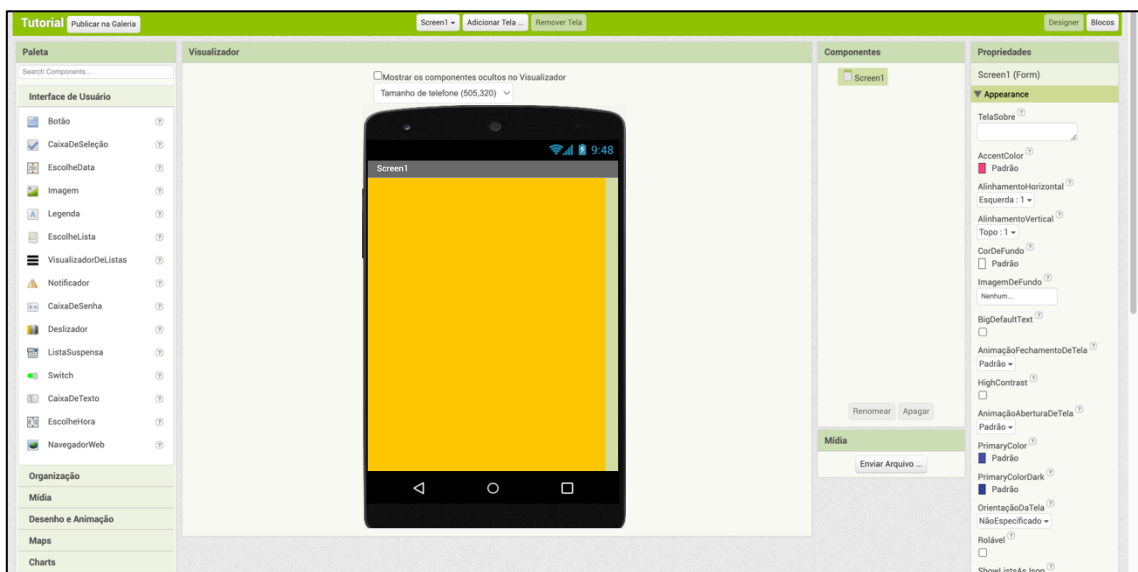 Tutorial Publicar na Galeria Screen1 Adicionar Tela ... Remover Tela Designer Blocos
Paleta
Search Components...
Interface de Usuário
Botão
CaixaDeSeleção
EscolheData
Imagem
Legenda
EscolheLista
VisualizadorDeListas
Notificador
CaixaDeSenha
Deslizador
ListaSuspensa
Switch
CaixaDeTexto
EscolheHora
NavegadorWeb
Organização
Mídia
Desenho e Animação
Maps
Charts
Visualizador
Mostrar os componentes ocultos no Visualizador
Tamanho de telefone (505,320)
9:48
Screen1
Componentes
Screen1
Renomear Apagar
Mídia
Enviar Arquivo ...
Propriedades
Screen1 (Form)
Appearance
TelaSobre
AccentColor
Padrão
AlinhamentoHorizontal
Esquerda : 1
AlinhamentoVertical
Topo : 1
CorDeFundo
Padrão
ImagemDeFundo
Nenhum...
BigDefaultText
AnimaçãoFechamentoDeTela
Padrão
HighContrast
AnimaçãoAberturaDeTela
Padrão
PrimaryColor
Padrão
PrimaryColorDark
Padrão
OrientaçãoDaTela
NãoEspecificado
Rolável
ShowListsAsJson